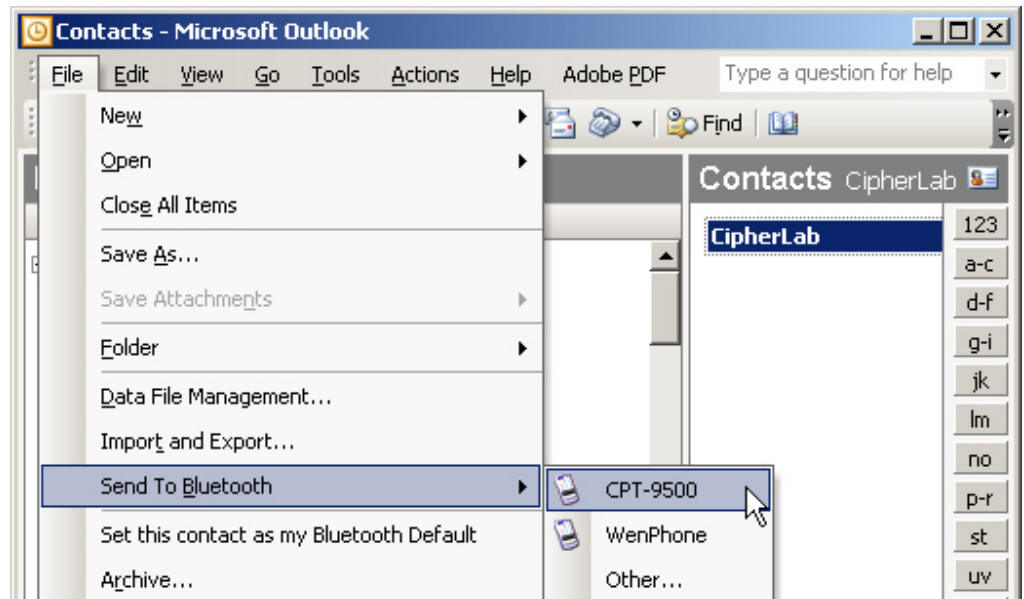 Contacts - Microsoft Outlook
File Edit View Go Tools Actions Help Adobe PDF Type a question for help
New
Find
Open
Contacts CipherLab
Close All Items
CipherLab
123
Save As...
a-c
Save Attachments
d-f
Folder
g-i
Data File Management...
jk
Import and Export...
lm
no
Send To Bluetooth
CPT-9500
p-r
Set this contact as my Bluetooth Default
WenPhone
st
Archive...
Other...
uv